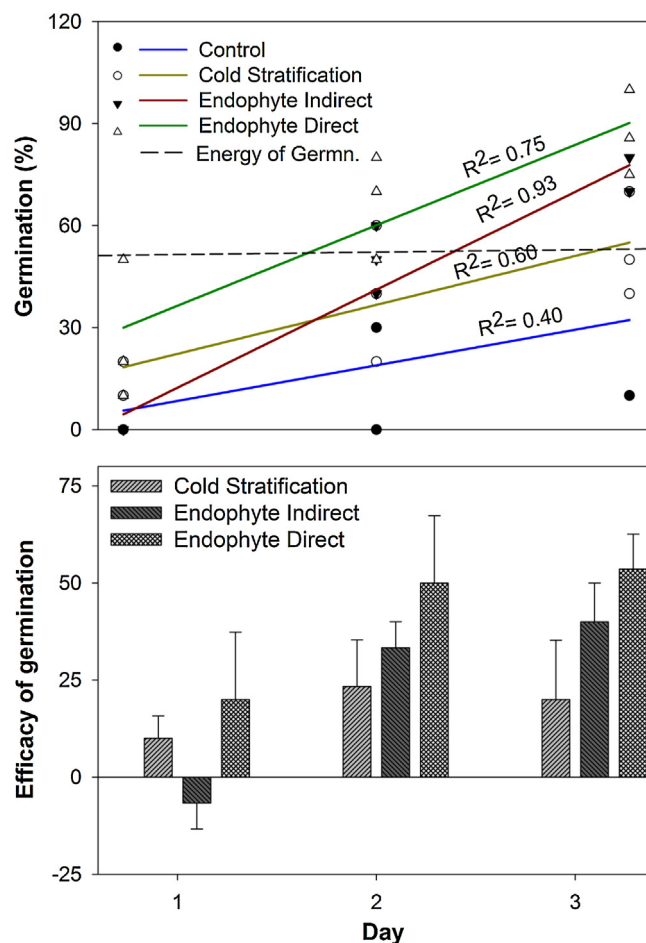 120
Control
Cold Stratification
Endophyte Indirect
Endophyte Direct
Energy of Germn.
90
60
30
0
Germination (%)
R²= 0.75
R²= 0.93
R²= 0.60
R²= 0.40
75
Cold Stratification
Endophyte Indirect
Endophyte Direct
50
25
0
-25
Efficacy of germination
1 2 3
Day